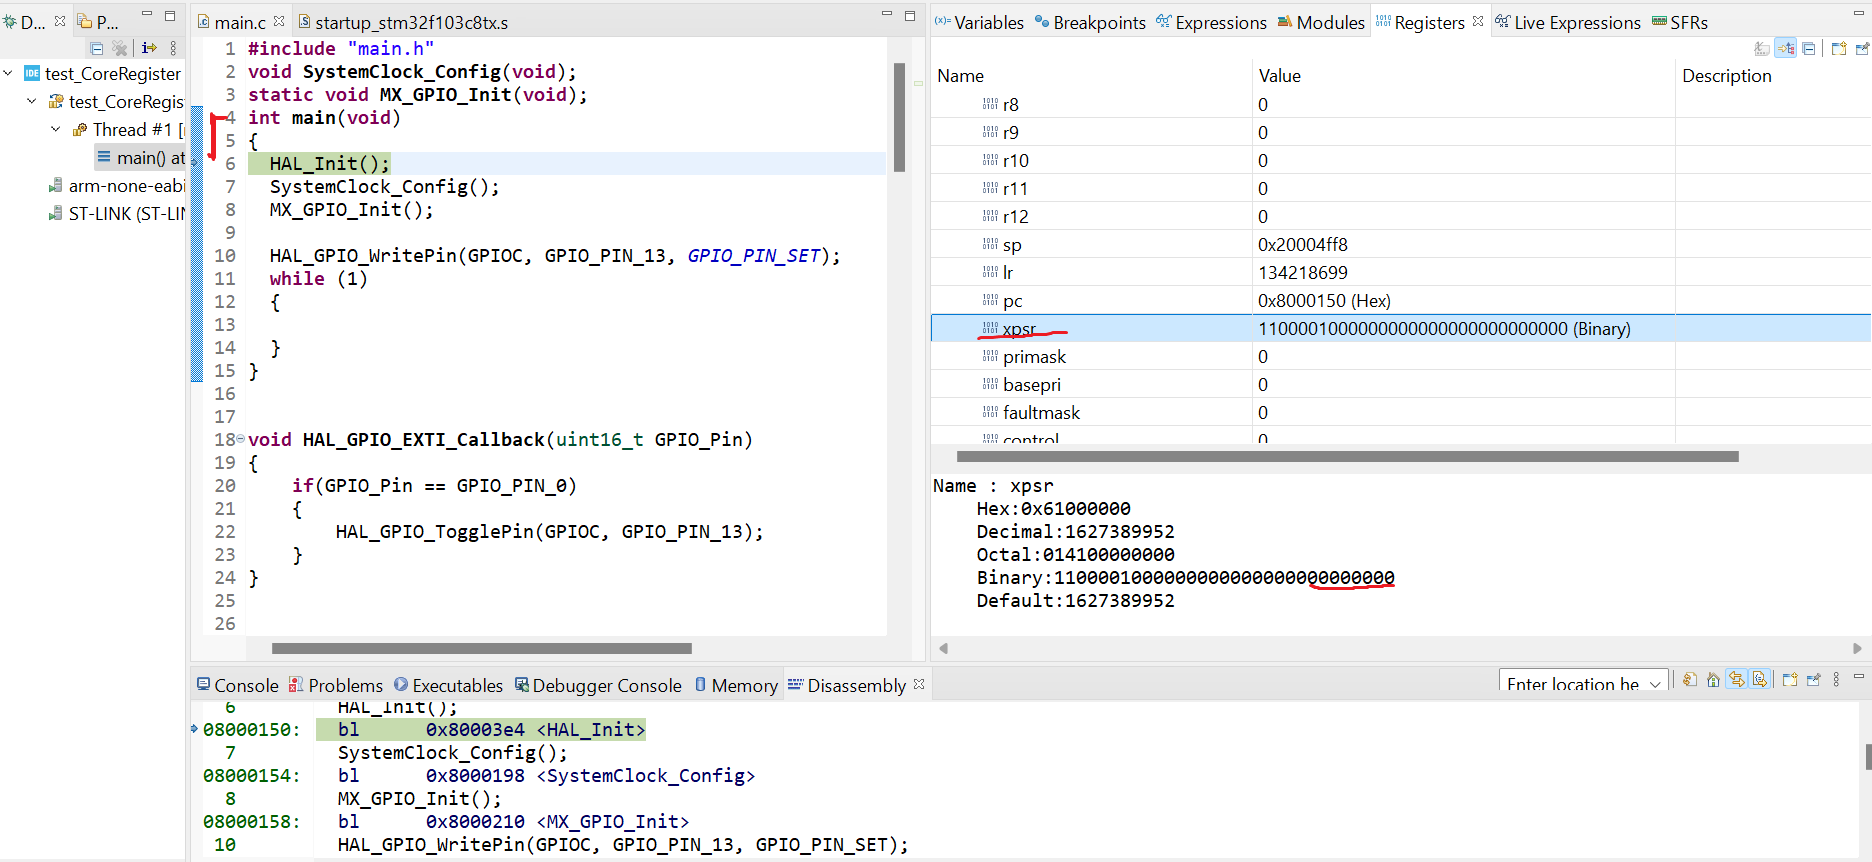 D...
P...
test_CoreRegister
test_CoreRegis
Thread #1 [
main() at
arm-none-eabi
ST-LINK (ST-LIN
main.c
startup_stm32f103c8tx.s
1 #include "main.h"
2 void SystemClock_Config(void);
3 static void MX_GPIO_Init(void);
4 int main(void)
5 {
6 HAL_Init();
7 SystemClock_Config();
8 MX_GPIO_Init();
9
10 HAL_GPIO_WritePin(GPIOC, GPIO_PIN_13, GPIO_PIN_SET);
11 while (1)
12 {
13
14 }
15 }
16
17
18 void HAL_GPIO_EXTI_Callback(uint16_t GPIO_Pin)
19 {
20 if(GPIO_Pin == GPIO_PIN_0)
21 {
22 HAL_GPIO_TogglePin(GPIOC, GPIO_PIN_13);
23 }
24 }
25
26
Variables Breakpoints Expressions Modules Registers Live Expressions SFRs
Name Value Description
r8 0
r9 0
r10 0
r11 0
r12 0
sp 0x20004ff8
lr 134218699
pc 0x8000150 (Hex)
xpsr 1100001000000000000000000000000 (Binary)
primask 0
basepri 0
faultmask 0
control 0
Name : xpsr
Hex:0x61000000
Decimal:1627389952
Octal:014100000000
Binary:1100001000000000000000000000000
Default:1627389952
Console Problems Executables Debugger Console Memory Disassembly
Enter location he
6 HAL_Init();
08000150: bl 0x80003e4 <HAL_Init>
7 SystemClock_Config();
08000154: bl 0x8000198 <SystemClock_Config>
8 MX_GPIO_Init();
08000158: bl 0x8000210 <MX_GPIO_Init>
10 HAL_GPIO_WritePin(GPIOC, GPIO_PIN_13, GPIO_PIN_SET);